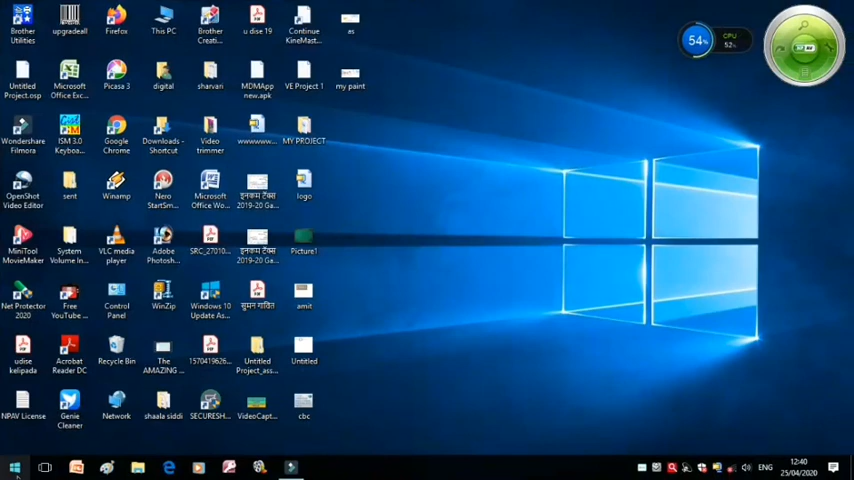 Brother
Utilities
upgradeall
Firefox
This PC
Brother
Creati...
u dise 19
Continue
KineMast...
as
Untitled
Project.osp
Microsoft
Office Exc...
Picasa 3
digital
sharvari
MDMApp
new.apk
VE Project 1
my paint
Wondershare
Filmora
ISM 3.0
Keyboa...
Google
Chrome
Downloads -
Shortcut
Video
trimmer
wwwwww...
MY PROJECT
OpenShot
Video Editor
sent
Winamp
Nero
StartSm...
Microsoft
Office Wo...
इनकम टॅक्स
2019-20 Ga...
logo
MiniTool
MovieMaker
System
Volume In...
VLC media
player
Adobe
Photosh...
SRC_27010...
इनकम टॅक्स
2019-20 Ga...
Picture1
Net Protector
2020
Free
YouTube ...
Control
Panel
WinZip
Windows 10
Update As...
सुमन गावित
amit
udise
kelipada
Acrobat
Reader DC
Recycle Bin
The
AMAZING ...
1570419626...
Untitled
Project_ass...
Untitled
NPAV License
Genie
Cleaner
Network
shaala siddi
SECURESH...
VideoCapt...
cbc
54%
CPU
52%
ENG
12:40
25/04/2020